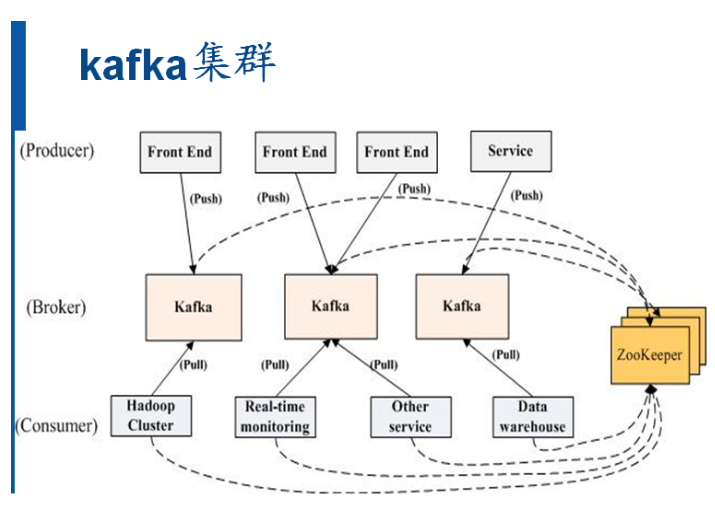 kafka集群
(Producer)
Front End
Front End
Front End
Service
(Push)
(Push)
(Push)
(Push)
(Broker)
Kafka
Kafka
Kafka
ZooKeeper
(Pull)
(Pull)
(Pull)
(Pull)
(Consumer)
Hadoop
Cluster
Real-time
monitoring
Other
service
Data
warehouse